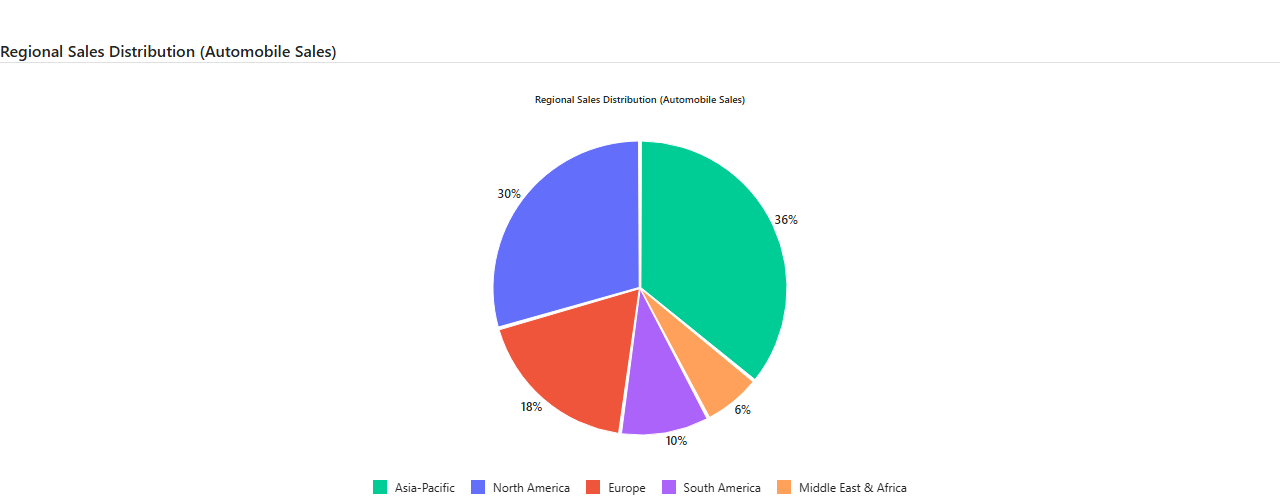 Regional Sales Distribution (Automobile Sales)
Regional Sales Distribution (Automobile Sales)
30%
36%
18%
6%
10%
Asia-Pacific North America Europe South America Middle East & Africa